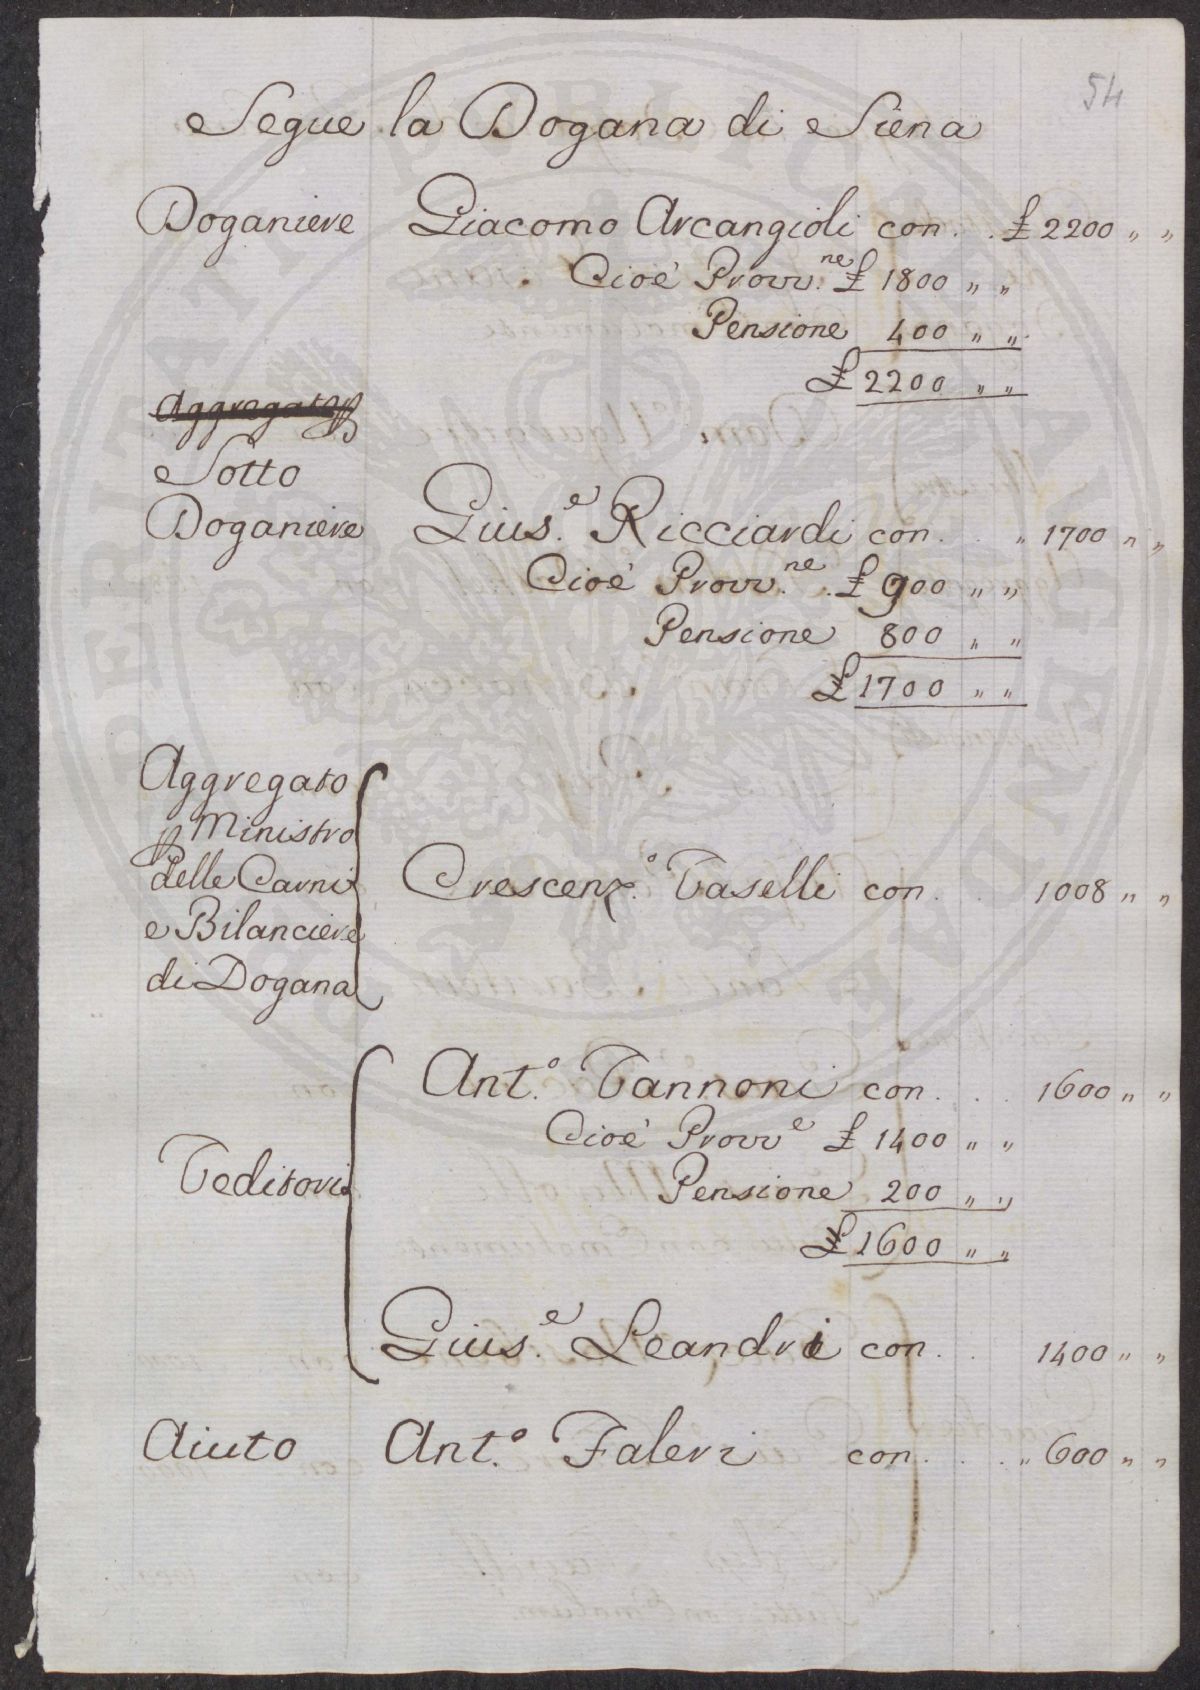 54
Segue la Dogana di Siena
Doganiere Giacomo Arcangioli con . . £ 2200 " "
Cioè Provv.ne £ 1800 " "
Pensione 400 " "
£ 2200 " "
Aggregato
Sotto
Doganiere Gius.e Ricciardi con . . " 1700 " "
Cioè Provv.ne . £ 900 " "
Pensione 800 " "
£ 1700 " "
Aggregato
p Ministro
delle Carni
e Bilanciere
di Dogana
Crescenz.o Taselli con . . 1008 " "
Teditori
Ant.o Tannoni con . . . 1600 " "
Cioè Provve £ 1400 " "
Pensione 200 " "
£ 1600 " "
Gius.e Leandri con . . 1400 " "
Aiuto Ant.o Faleri con . . . " 600 " "